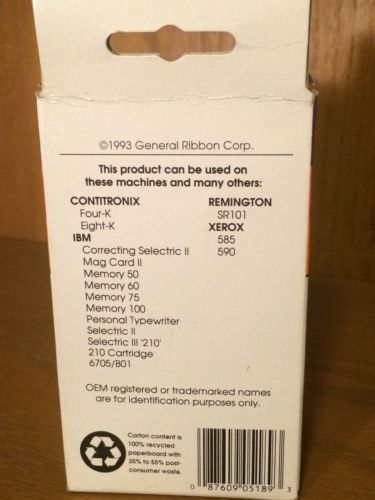 ©1993 General Ribbon Corp.
This product can be used on
these machines and many others:
CONTITRONIX
Four-K
Eight-K
IBM
Correcting Selectric II
Mag Card II
Memory 50
Memory 60
Memory 75
Memory 100
Personal Typewriter
Selectric II
Selectric III '210'
210 Cartridge
6705/B01
REMINGTON
SR101
XEROX
585
590
OEM registered or trademarked names
are for identification purposes only.
Carton content is
100% recycled
paperboard with
35% to 55% post-
consumer waste.
0 87609 05189 3